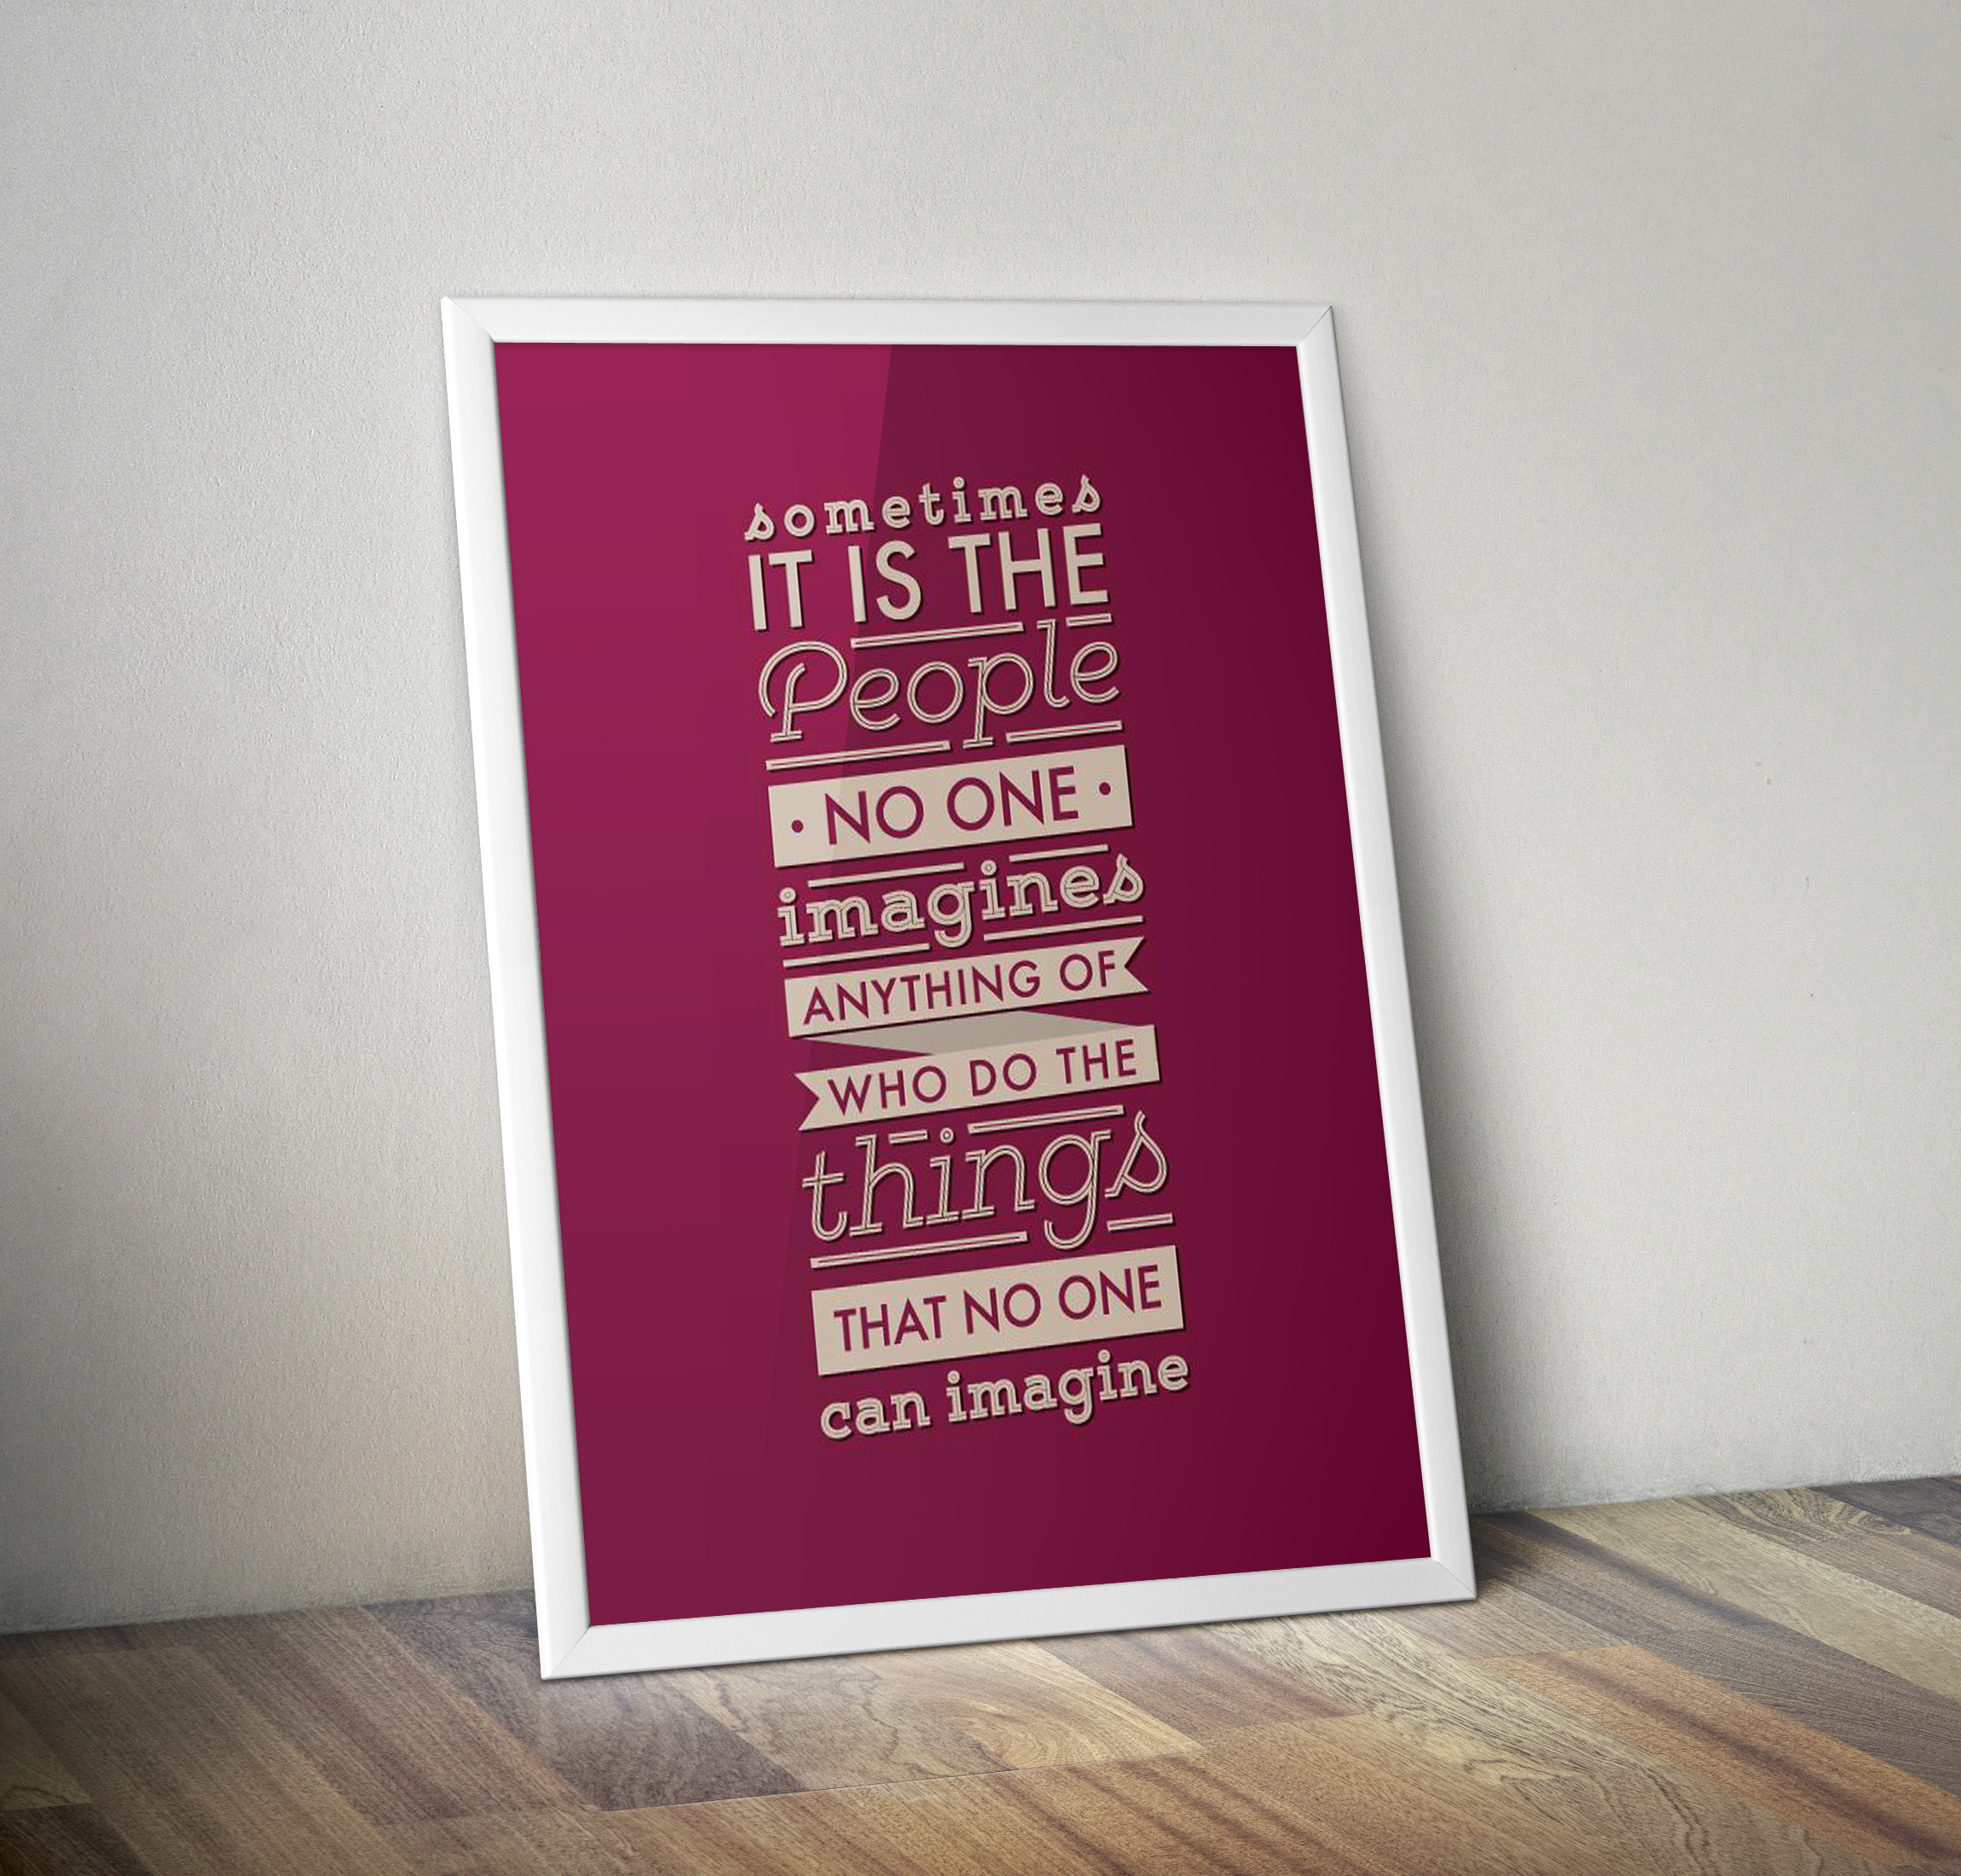 sometimes
IT IS THE
People
• NO ONE •
imagines
ANYTHING OF
WHO DO THE
things
THAT NO ONE
can imagine